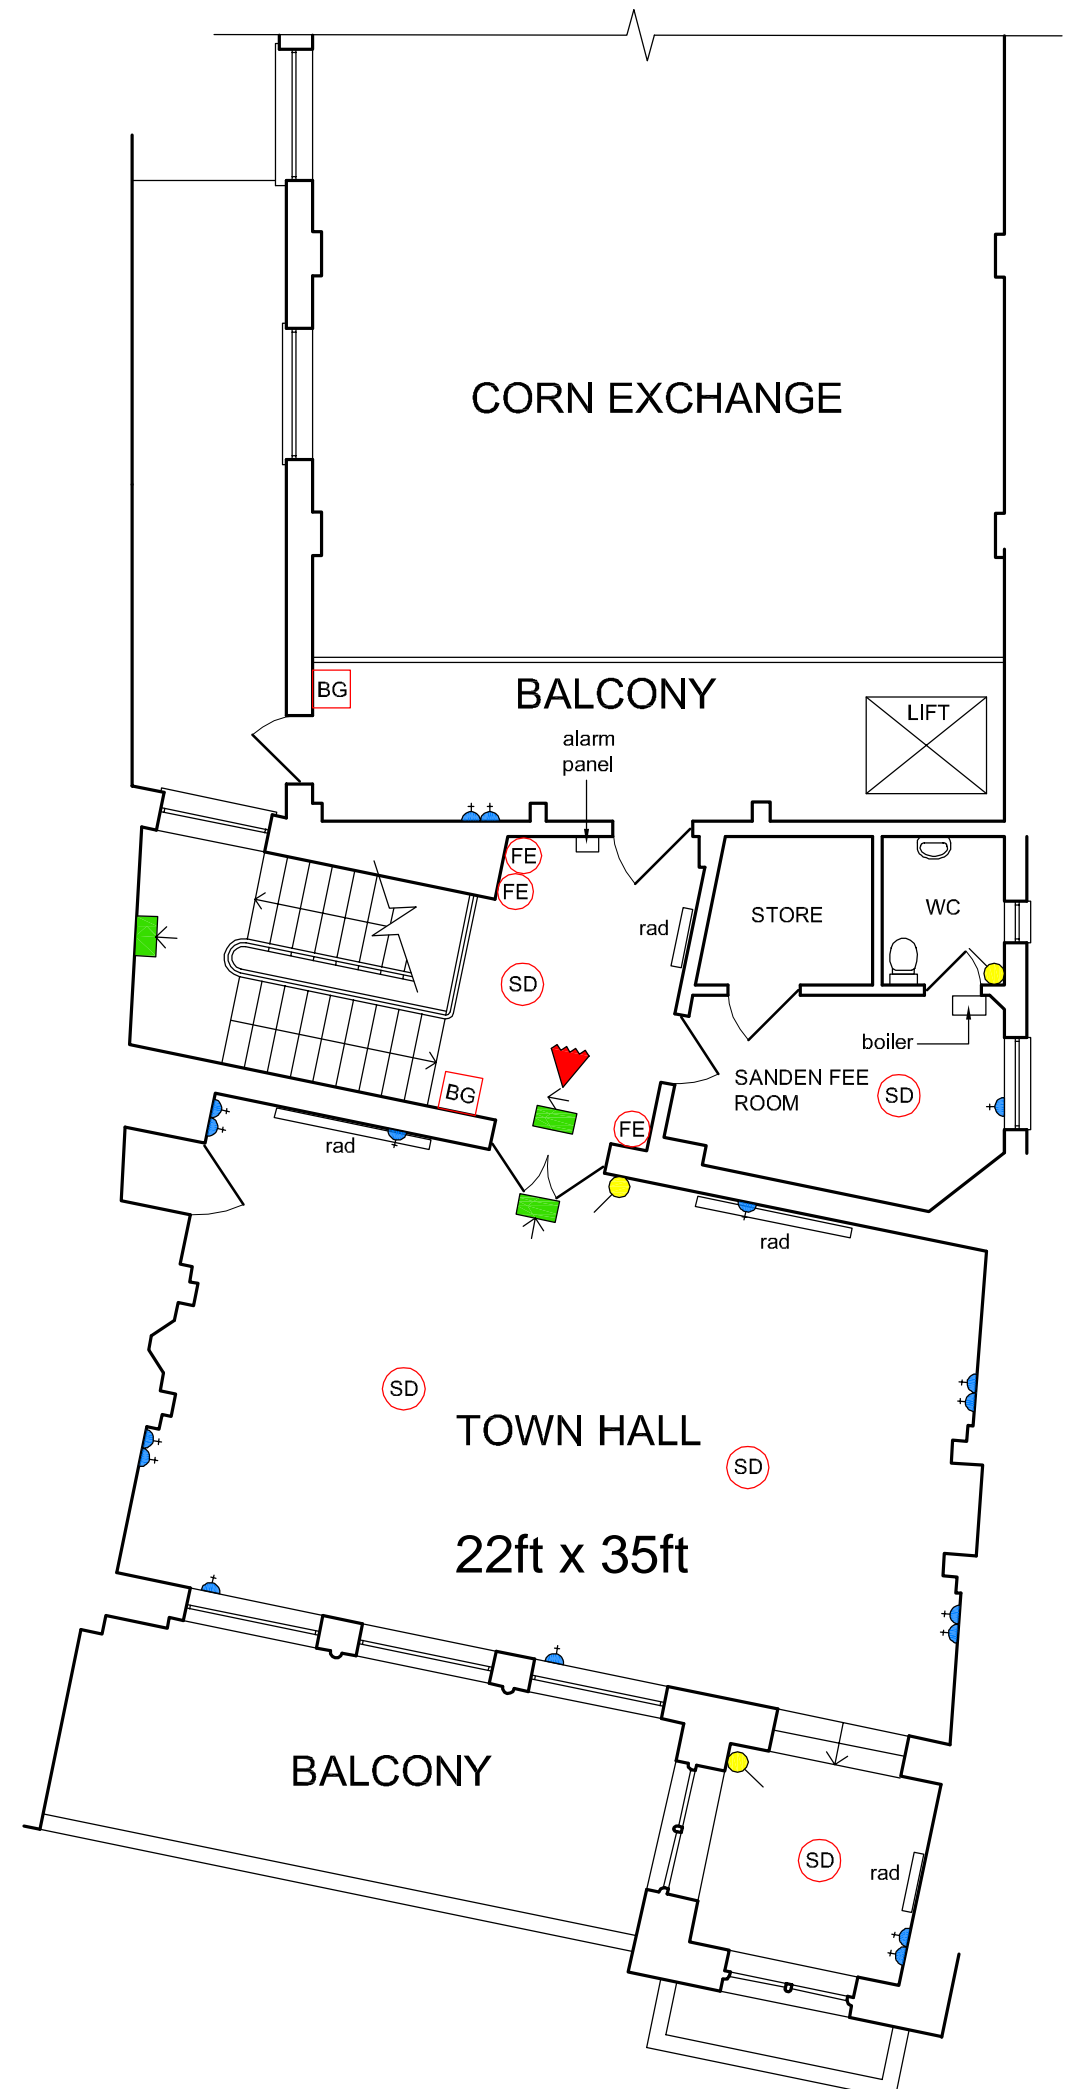 CORN EXCHANGE
BG
BALCONY
LIFT
alarm
panel
FE
FE
STORE
WC
rad
SD
boiler
SANDEN FEE
ROOM
SD
BG
FE
rad
rad
SD
TOWN HALL
SD
22ft x 35ft
BALCONY
SD
rad